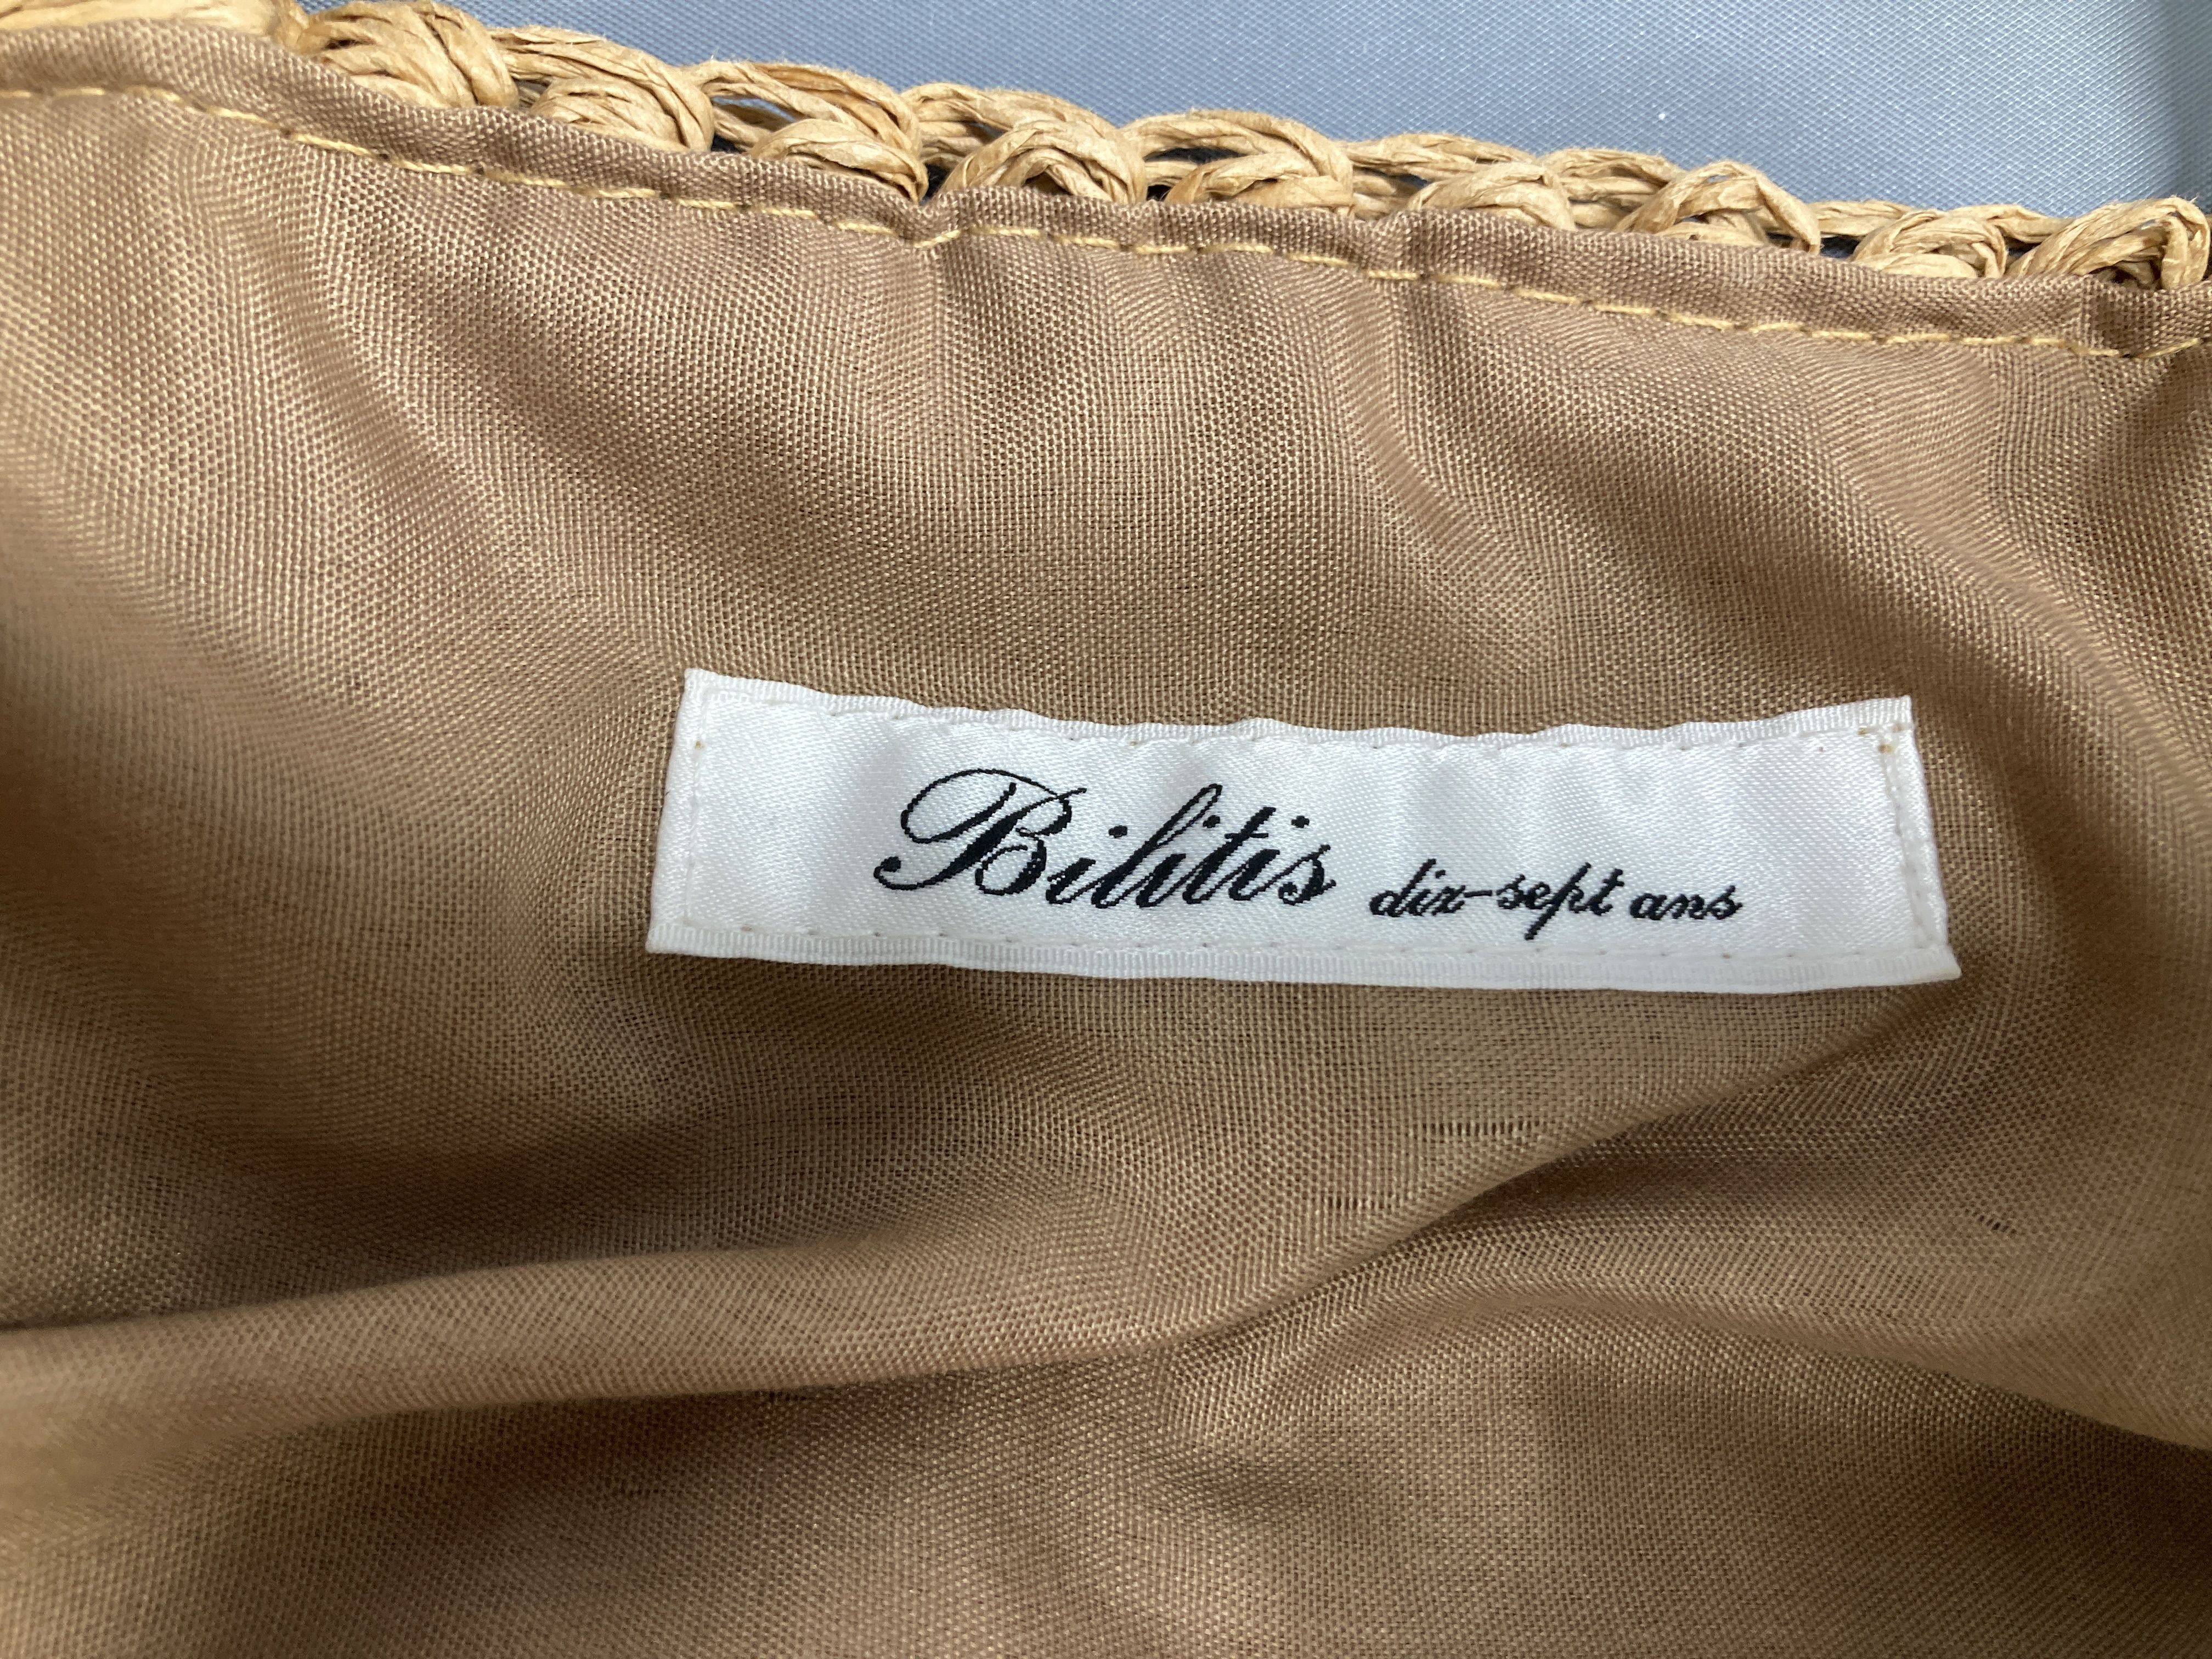 Bilitis dix-sept ans